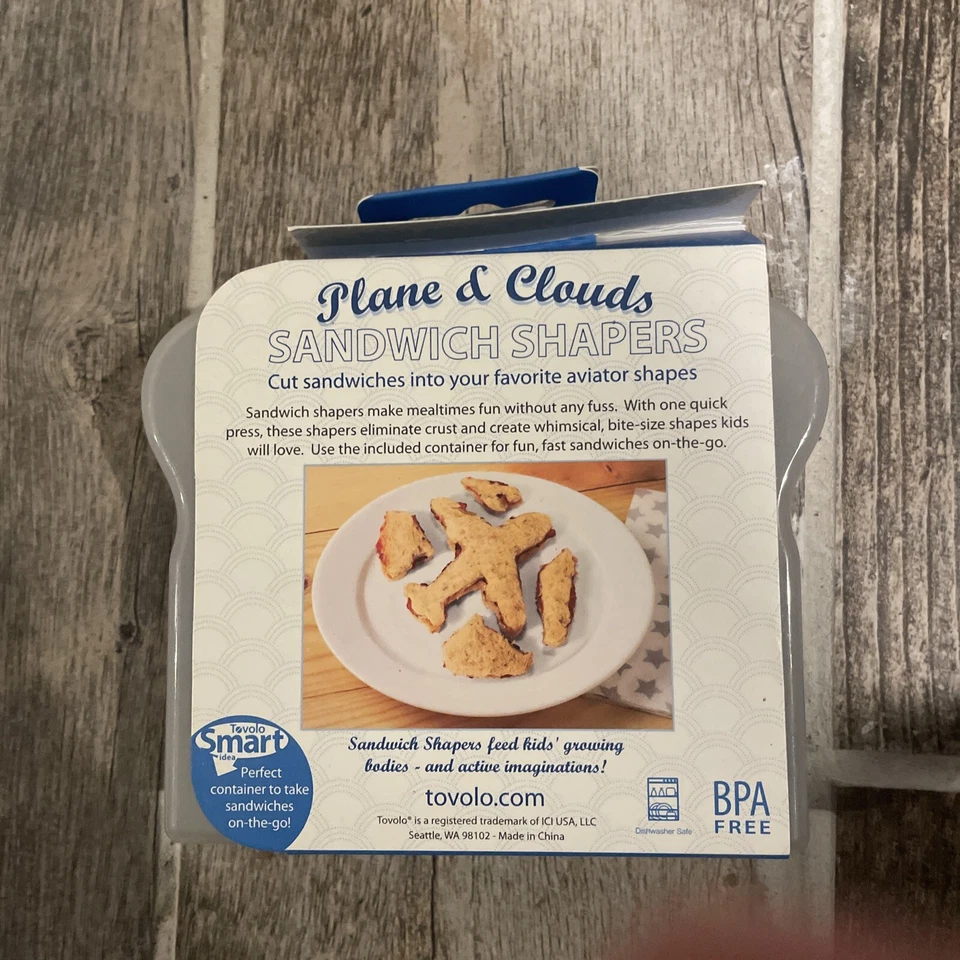 Plane & Clouds
SANDWICH SHAPERS
Cut sandwiches into your favorite aviator shapes
Sandwich shapers make mealtimes fun without any fuss. With one quick
press, these shapers eliminate crust and create whimsical, bite-size shapes kids
will love. Use the included container for fun, fast sandwiches on-the-go.
Sandwich Shapers feed kids' growing
bodies - and active imaginations!
tovolo.com
Tovolo® is a registered trademark of ICI USA, LLC
Seattle, WA 98102 - Made in China
Tovolo
Smart
idea
Perfect
container to take
sandwiches
on-the-go!
Dishwasher Safe
BPA
FREE